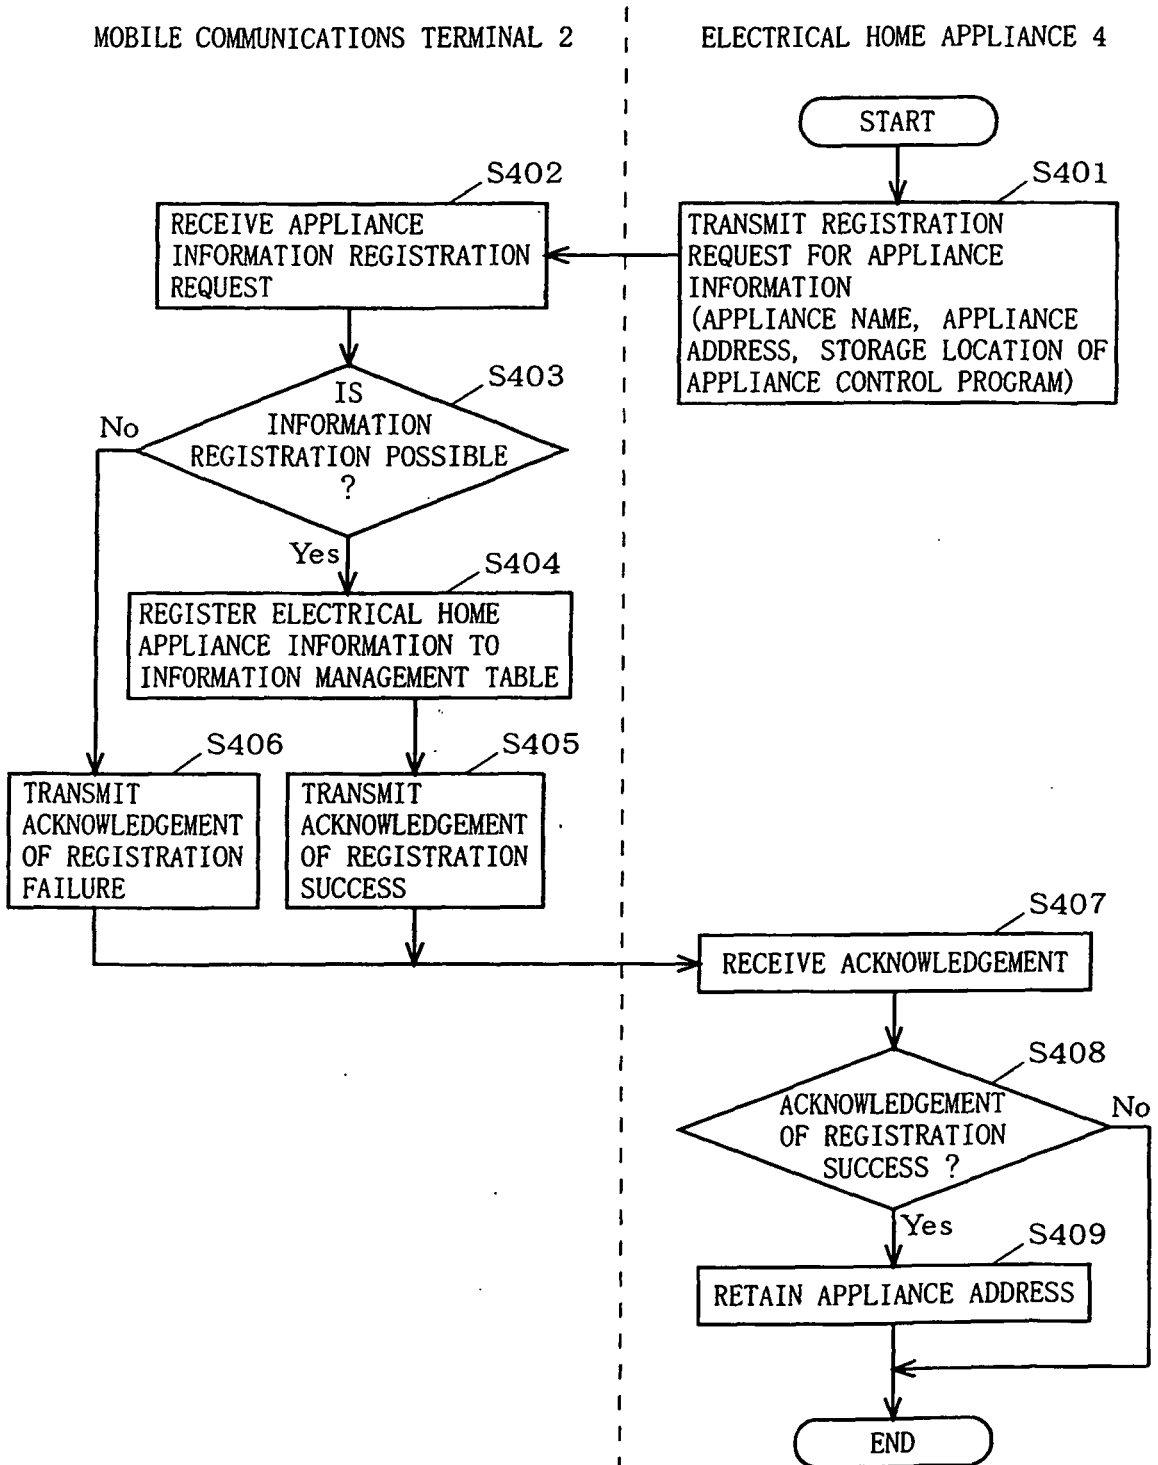 MOBILE COMMUNICATIONS TERMINAL 2
ELECTRICAL HOME APPLIANCE 4
START
S401
TRANSMIT REGISTRATION
REQUEST FOR APPLIANCE
INFORMATION
(APPLIANCE NAME, APPLIANCE
ADDRESS, STORAGE LOCATION OF
APPLIANCE CONTROL PROGRAM)
S402
RECEIVE APPLIANCE
INFORMATION REGISTRATION
REQUEST
S403
IS
INFORMATION
REGISTRATION POSSIBLE
?
No
Yes
S404
REGISTER ELECTRICAL HOME
APPLIANCE INFORMATION TO
INFORMATION MANAGEMENT TABLE
S406
TRANSMIT
ACKNOWLEDGEMENT
OF REGISTRATION
FAILURE
S405
TRANSMIT
ACKNOWLEDGEMENT
OF REGISTRATION
SUCCESS
S407
RECEIVE ACKNOWLEDGEMENT
S408
ACKNOWLEDGEMENT
OF REGISTRATION
SUCCESS ?
No
Yes
S409
RETAIN APPLIANCE ADDRESS
END